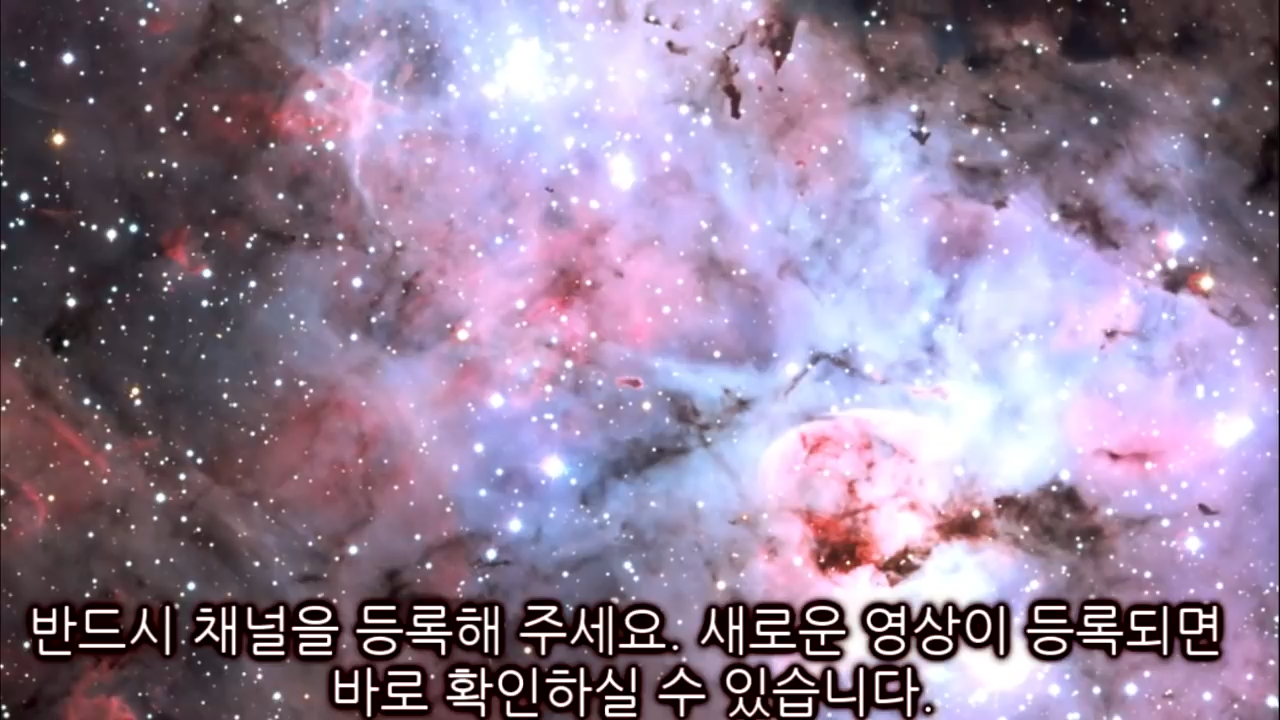 반드시 채널을 등록해 주세요. 새로운 영상이 등록되면
바로 확인하실 수 있습니다.